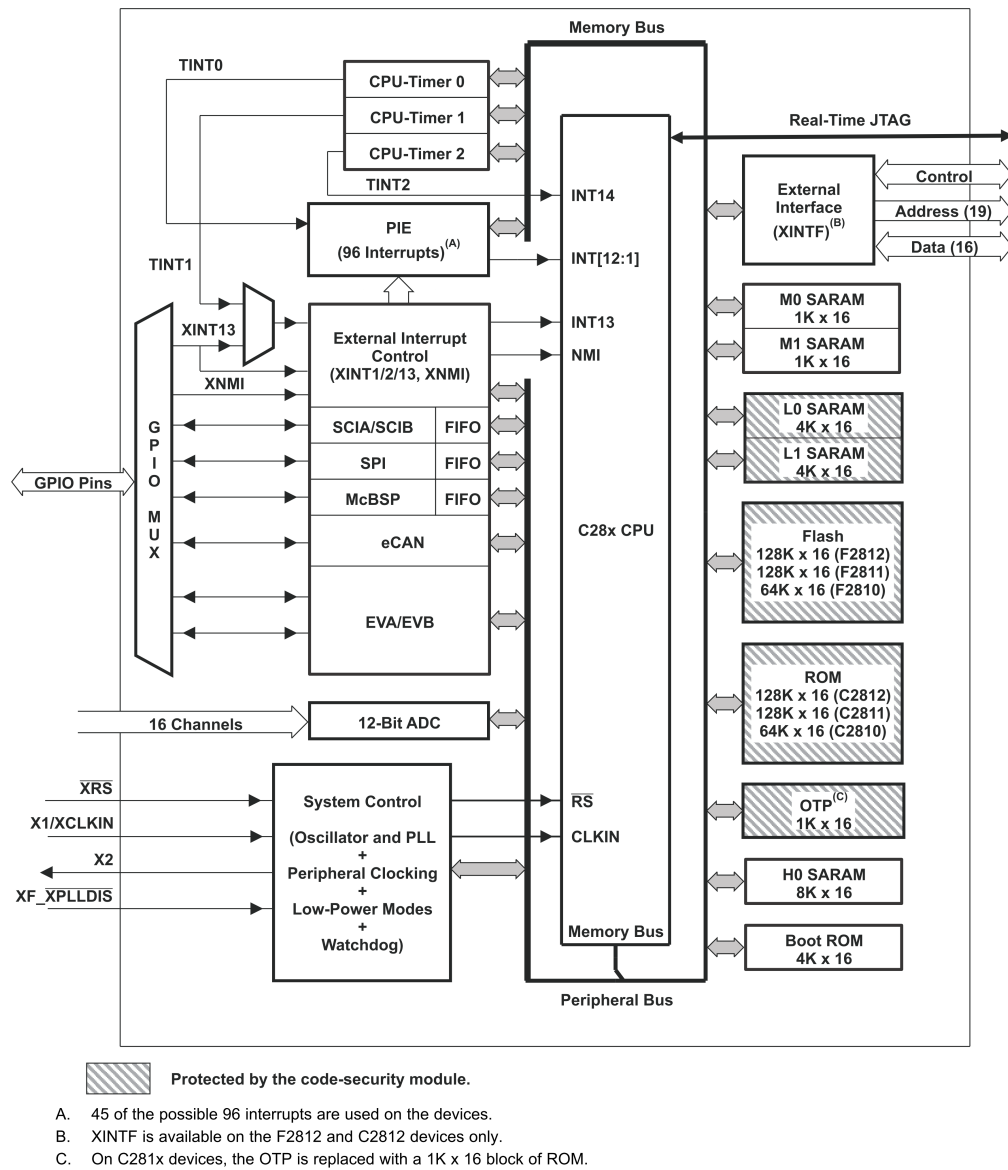 Memory Bus
TINT0
CPU-Timer 0
CPU-Timer 1
CPU-Timer 2
TINT2
Real-Time JTAG
INT14
External
Interface
(XINTF)(B)
Control
Address (19)
Data (16)
PIE
(96 Interrupts)(A)
INT[12:1]
TINT1
XINT13
XNMI
External Interrupt
Control
(XINT1/2/13, XNMI)
INT13
NMI
M0 SARAM
1K x 16
M1 SARAM
1K x 16
L0 SARAM
4K x 16
L1 SARAM
4K x 16
GPIO Pins
GPIO MUX
SCIA/SCIB
FIFO
SPI
FIFO
McBSP
FIFO
eCAN
EVA/EVB
C28x CPU
Flash
128K x 16 (F2812)
128K x 16 (F2811)
64K x 16 (F2810)
ROM
128K x 16 (C2812)
128K x 16 (C2811)
64K x 16 (C2810)
16 Channels
12-Bit ADC
XRS
X1/XCLKIN
X2
XF_XPLLDIS
System Control
(Oscillator and PLL
+
Peripheral Clocking
+
Low-Power Modes
+
Watchdog)
RS
CLKIN
OTP(C)
1K x 16
H0 SARAM
8K x 16
Boot ROM
4K x 16
Memory Bus
Peripheral Bus
Protected by the code-security module.
A. 45 of the possible 96 interrupts are used on the devices.
B. XINTF is available on the F2812 and C2812 devices only.
C. On C281x devices, the OTP is replaced with a 1K x 16 block of ROM.